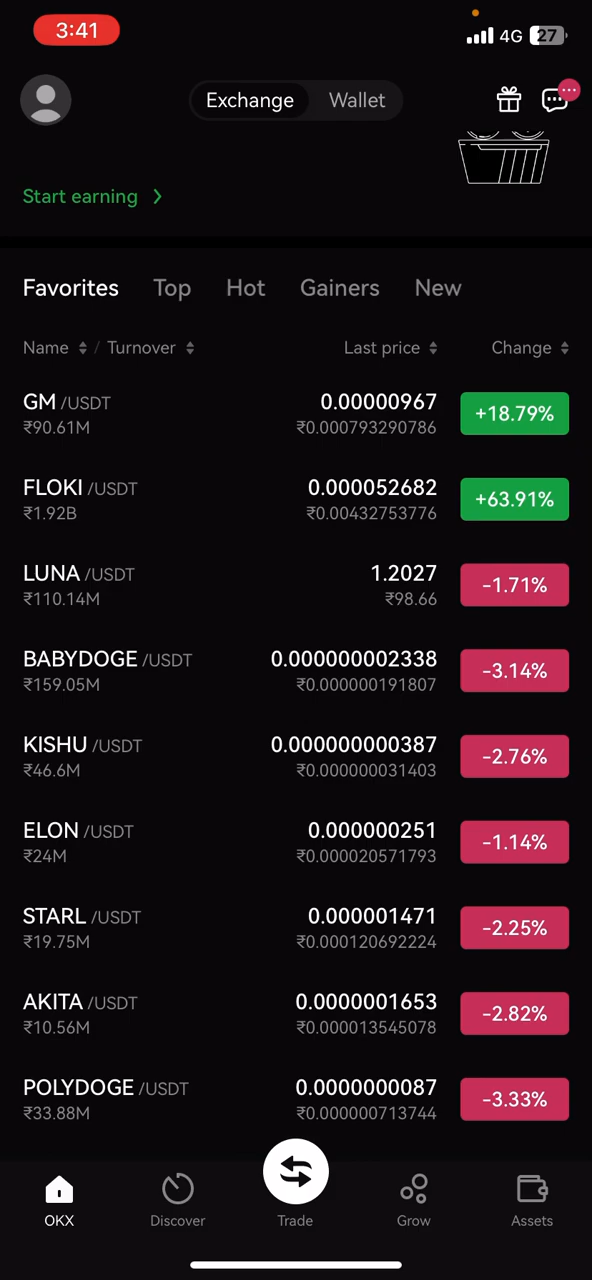 3:41
4G 27
Exchange Wallet
Start earning
Favorites Top Hot Gainers New
Name / Turnover Last price Change
GM /USDT 0.00000967 +18.79%
₹90.61M ₹0.000793290786
FLOKI /USDT 0.000052682 +63.91%
₹1.92B ₹0.00432753776
LUNA /USDT 1.2027 -1.71%
₹110.14M ₹98.66
BABYDOGE /USDT 0.000000002338 -3.14%
₹159.05M ₹0.000000191807
KISHU /USDT 0.000000000387 -2.76%
₹46.6M ₹0.000000031403
ELON /USDT 0.000000251 -1.14%
₹24M ₹0.000020571793
STARL /USDT 0.000001471 -2.25%
₹19.75M ₹0.000120692224
AKITA /USDT 0.0000001653 -2.82%
₹10.56M ₹0.000013545078
POLYDOGE /USDT 0.0000000087 -3.33%
₹33.88M ₹0.000000713744
OKX Discover Trade Grow Assets